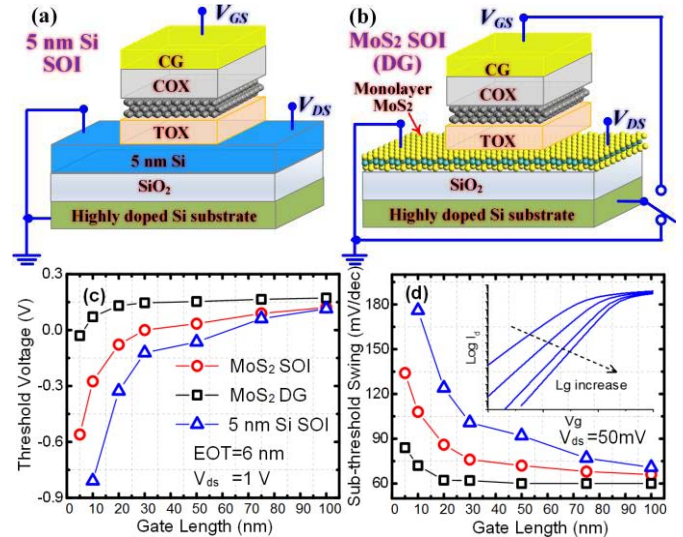 (a)
V_GS
5 nm Si
SOI
CG
COX
TOX
V_DS
5 nm Si
SiO₂
Highly doped Si substrate
(b)
V_GS
MoS₂ SOI
(DG)
CG
COX
Monolayer
MoS₂
TOX
V_DS
SiO₂
Highly doped Si substrate
(c)
Threshold Voltage (V)
0.3
0.0
-0.3
-0.6
-0.9
MoS₂ SOI
MoS₂ DG
5 nm Si SOI
EOT=6 nm
V_ds =1 V
0 10 20 30 40 50 60 70 80 90 100
Gate Length (nm)
(d)
Sub-threshold Swing (mV/dec)
180
150
120
90
60
Log I_d
Lg increase
Vg
V_ds=50mV
0 10 20 30 40 50 60 70 80 90 100
Gate Length (nm)